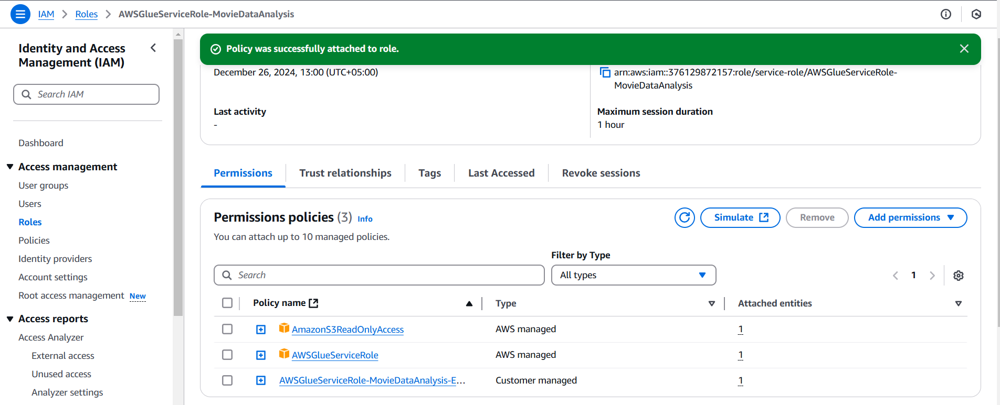 IAM > Roles > AWSGlueServiceRole-MovieDataAnalysis
Identity and Access
Management (IAM)
Search IAM
Dashboard
Access management
User groups
Users
Roles
Policies
Identity providers
Account settings
Root access management New
Access reports
Access Analyzer
External access
Unused access
Analyzer settings
Policy was successfully attached to role.
December 26, 2024, 13:00 (UTC+05:00)
arn:aws:iam::376129872157:role/service-role/AWSGlueServiceRole-
MovieDataAnalysis
Last activity
-
Maximum session duration
1 hour
Permissions Trust relationships Tags Last Accessed Revoke sessions
Permissions policies (3) Info
Simulate Remove Add permissions
You can attach up to 10 managed policies.
Filter by Type
Search All types 1
Policy name Type Attached entities
AmazonS3ReadOnlyAccess AWS managed 1
AWSGlueServiceRole AWS managed 1
AWSGlueServiceRole-MovieDataAnalysis-E... Customer managed 1